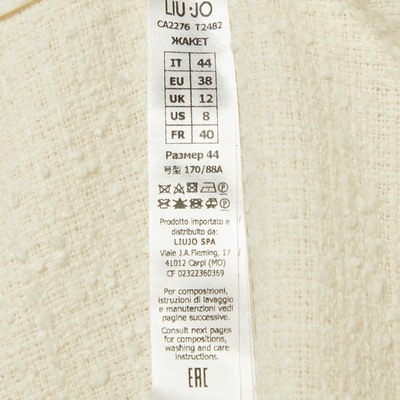 LIU·JO
CA2276 T2482
ЖАКЕТ
IT 44
EU 38
UK 12
US 8
FR 40
Размер 44
号型 170/88A
Prodotto importato e
distribuito da:
LIUJO SPA
Viale J.A.Fleming, 17
41012 Carpi (MO)
CF 02322360369
Per composizioni,
istruzioni di lavaggio
e manutenzioni vedi
pagine successive.
Consult next pages
for compositions,
washing and care
instructions.
EAC